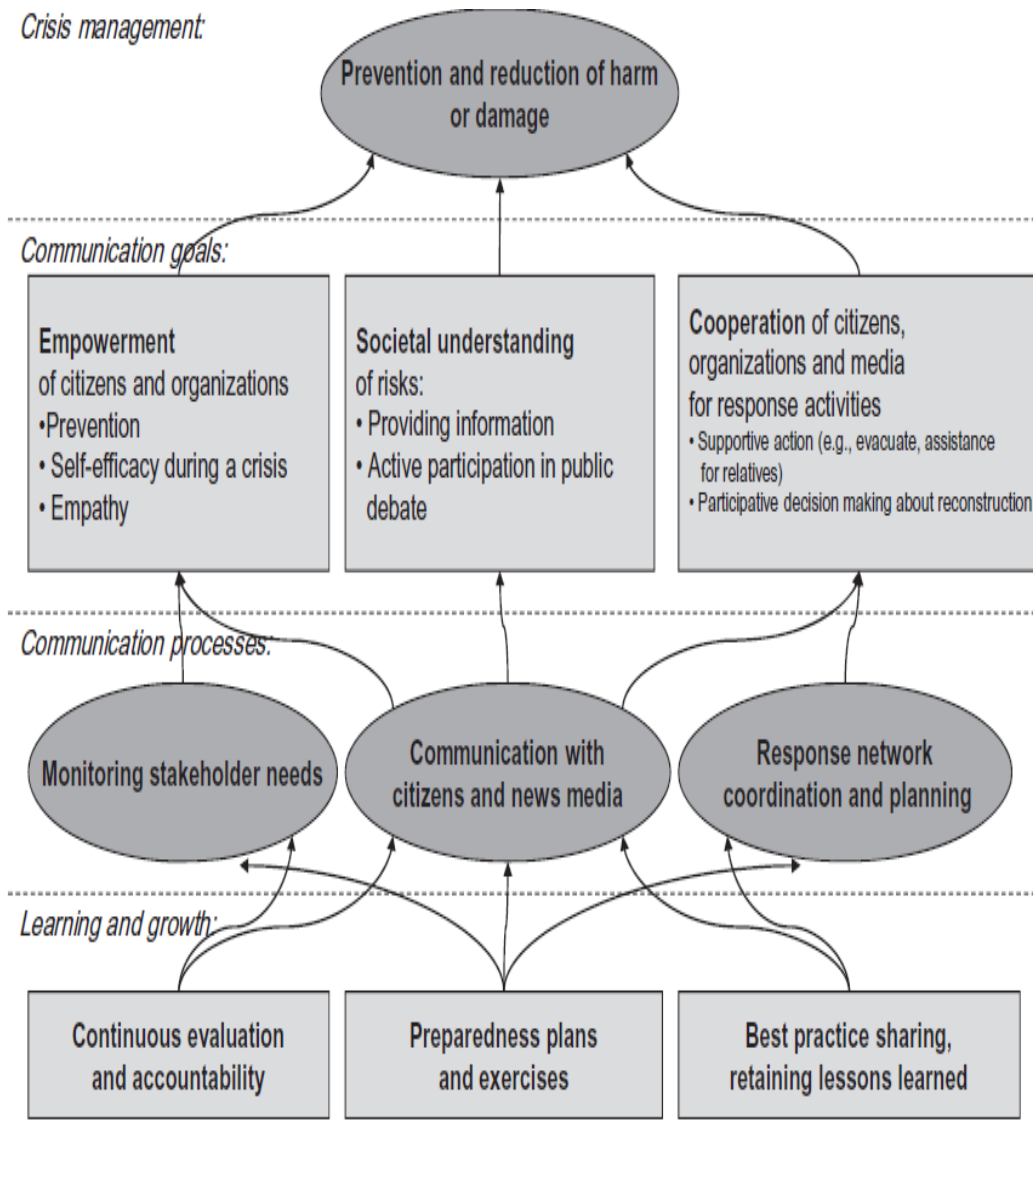 Crisis management:
Prevention and reduction of harm
or damage
Communication goals:
Empowerment
of citizens and organizations
•Prevention
• Self-efficacy during a crisis
• Empathy
Societal understanding
of risks:
• Providing information
• Active participation in public
debate
Cooperation of citizens,
organizations and media
for response activities
• Supportive action (e.g., evacuate, assistance
for relatives)
• Participative decision making about reconstruction
Communication processes:
Monitoring stakeholder needs
Communication with
citizens and news media
Response network
coordination and planning
Learning and growth:
Continuous evaluation
and accountability
Preparedness plans
and exercises
Best practice sharing,
retaining lessons learned